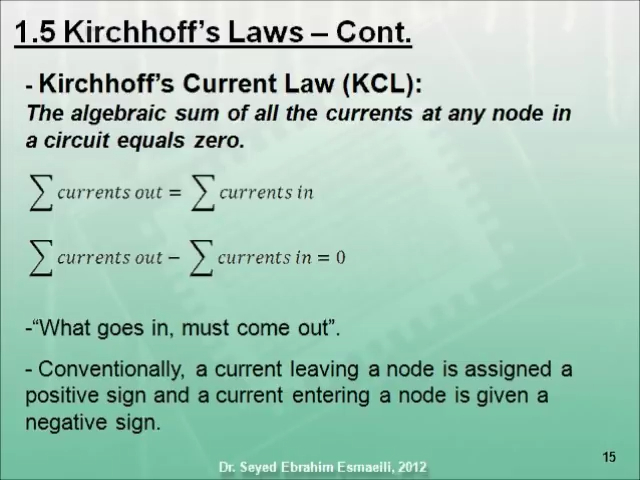 1.5 Kirchhoff's Laws – Cont.
- Kirchhoff's Current Law (KCL):
The algebraic sum of all the currents at any node in
a circuit equals zero.
∑ currents out = ∑ currents in
∑ currents out − ∑ currents in = 0
-“What goes in, must come out”.
- Conventionally, a current leaving a node is assigned a
positive sign and a current entering a node is given a
negative sign.
15
Dr. Seyed Ebrahim Esmaeili, 2012